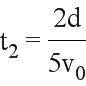 t₂ = 2d / 5v₀